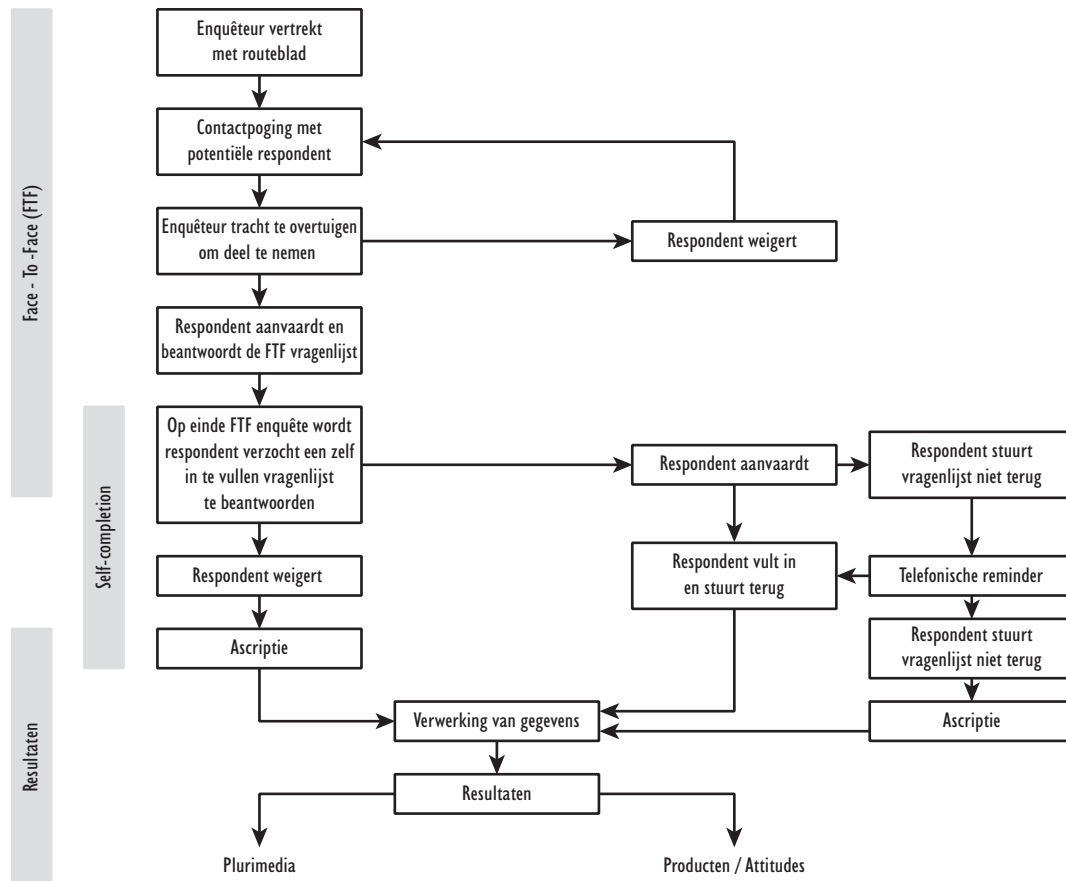 Face - To -Face (FTF)
Self-completion
Resultaten
Enquêteur vertrekt
met routeblad
Contactpoging met
potentiële respondent
Enquêteur tracht te overtuigen
om deel te nemen
Respondent weigert
Respondent aanvaardt en
beantwoordt de FTF vragenlijst
Op einde FTF enquête wordt
respondent verzocht een zelf
in te vullen vragenlijst
te beantwoorden
Respondent aanvaardt
Respondent stuurt
vragenlijst niet terug
Respondent weigert
Respondent vult in
en stuurt terug
Telefonische reminder
Ascriptie
Respondent stuurt
vragenlijst niet terug
Verwerking van gegevens
Ascriptie
Resultaten
Plurimedia
Producten / Attitudes